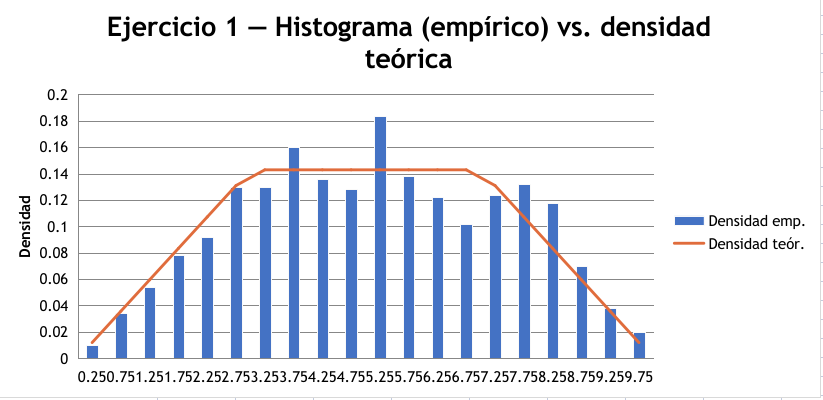 Ejercicio 1 — Histograma (empírico) vs. densidad
teórica
0.2
0.18
0.16
0.14
0.12
0.1
0.08
0.06
0.04
0.02
0
Densidad
0.250.751.251.752.252.753.253.754.254.755.255.756.256.757.257.758.258.759.259.75
Densidad emp.
Densidad teór.